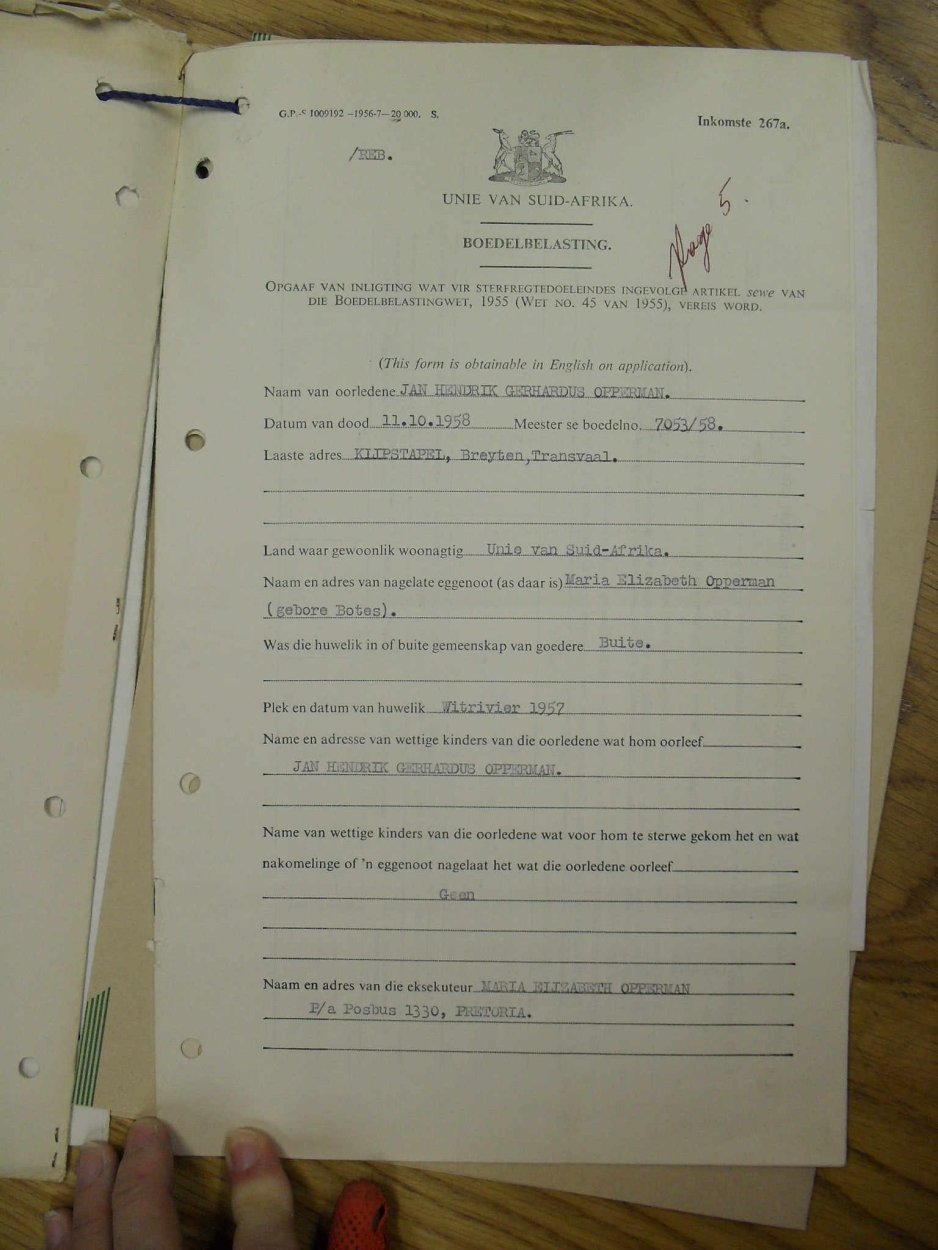 G.P.-S 1009192 —1956-7—20 000. S.
Inkomste 267a.
/REB.
UNIE VAN SUID-AFRIKA.
BOEDELBELASTING.
Page 5.
OPGAAF VAN INLIGTING WAT VIR STERFREGTEDOELEINDES INGEVOLGE ARTIKEL sewe VAN
DIE BOEDELBELASTINGWET, 1955 (WET NO. 45 VAN 1955), VEREIS WORD.
(This form is obtainable in English on application).
Naam van oorledene JAN HENDRIK GERHARDUS OPPERMAN.
Datum van dood 11.10.1958 Meester se boedelno. 7053/58.
Laaste adres KLIPSTAPEL, Breyten,Transvaal.
Land waar gewoonlik woonagtig Unie van Suid-Afrika.
Naam en adres van nagelate eggenoot (as daar is) Maria Elizabeth Opperman
(gebore Botes).
Was die huwelik in of buite gemeenskap van goedere Buite.
Plek en datum van huwelik Witrivier 1957
Name en adresse van wettige kinders van die oorledene wat hom oorleef
JAN HENDRIK GERHARDUS OPPERMAN.
Name van wettige kinders van die oorledene wat voor hom te sterwe gekom het en wat
nakomelinge of 'n eggenoot nagelaat het wat die oorledene oorleef
Geen
Naam en adres van die eksekuteur MARIA ELIZABETH OPPERMAN
P/a Posbus 1330, PRETORIA.